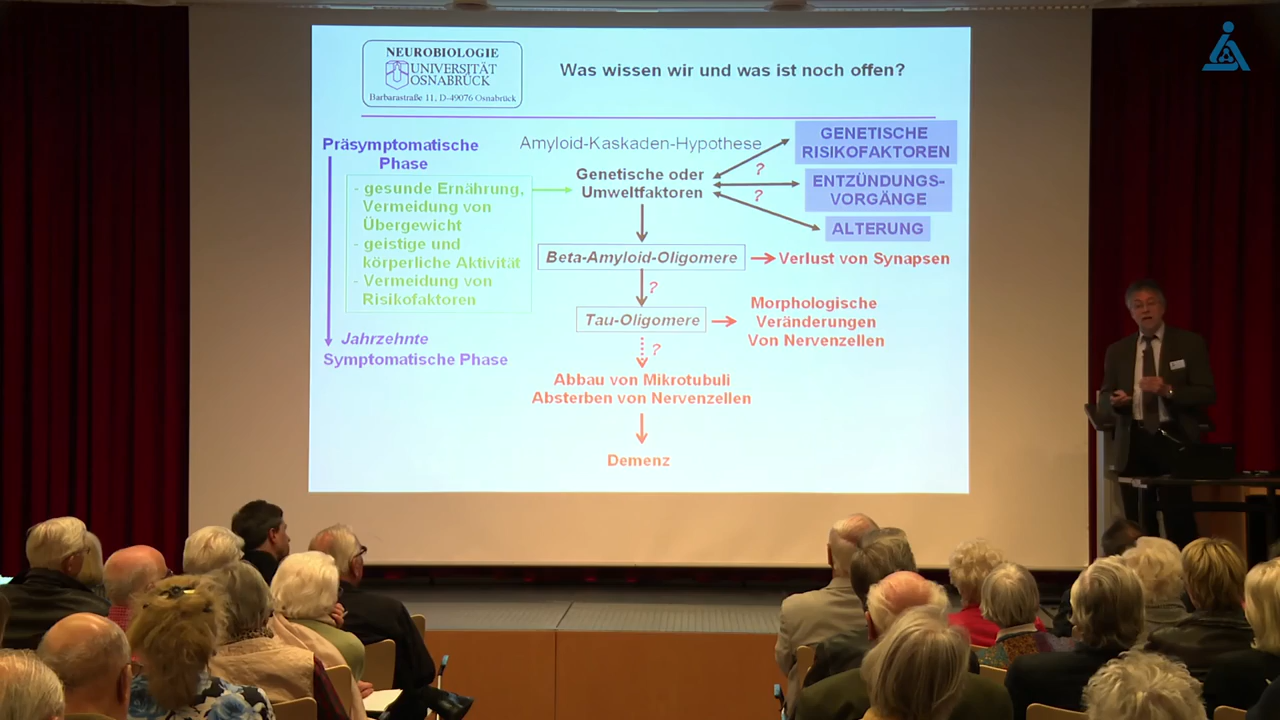 NEUROBIOLOGIE
UNIVERSITÄT
OSNABRÜCK
Barbarastraße 11, D-49076 Osnabrück
Was wissen wir und was ist noch offen?
Präsymptomatische
Phase
- gesunde Ernährung,
Vermeidung von
Übergewicht
- geistige und
körperliche Aktivität
- Vermeidung von
Risikofaktoren
Jahrzehnte
Symptomatische Phase
Amyloid-Kaskaden-Hypothese
Genetische oder
Umweltfaktoren
?
?
GENETISCHE
RISIKOFAKTOREN
ENTZÜNDUNGS-
VORGÄNGE
ALTERUNG
Beta-Amyloid-Oligomere
Verlust von Synapsen
?
Tau-Oligomere
Morphologische
Veränderungen
Von Nervenzellen
?
Abbau von Mikrotubuli
Absterben von Nervenzellen
Demenz